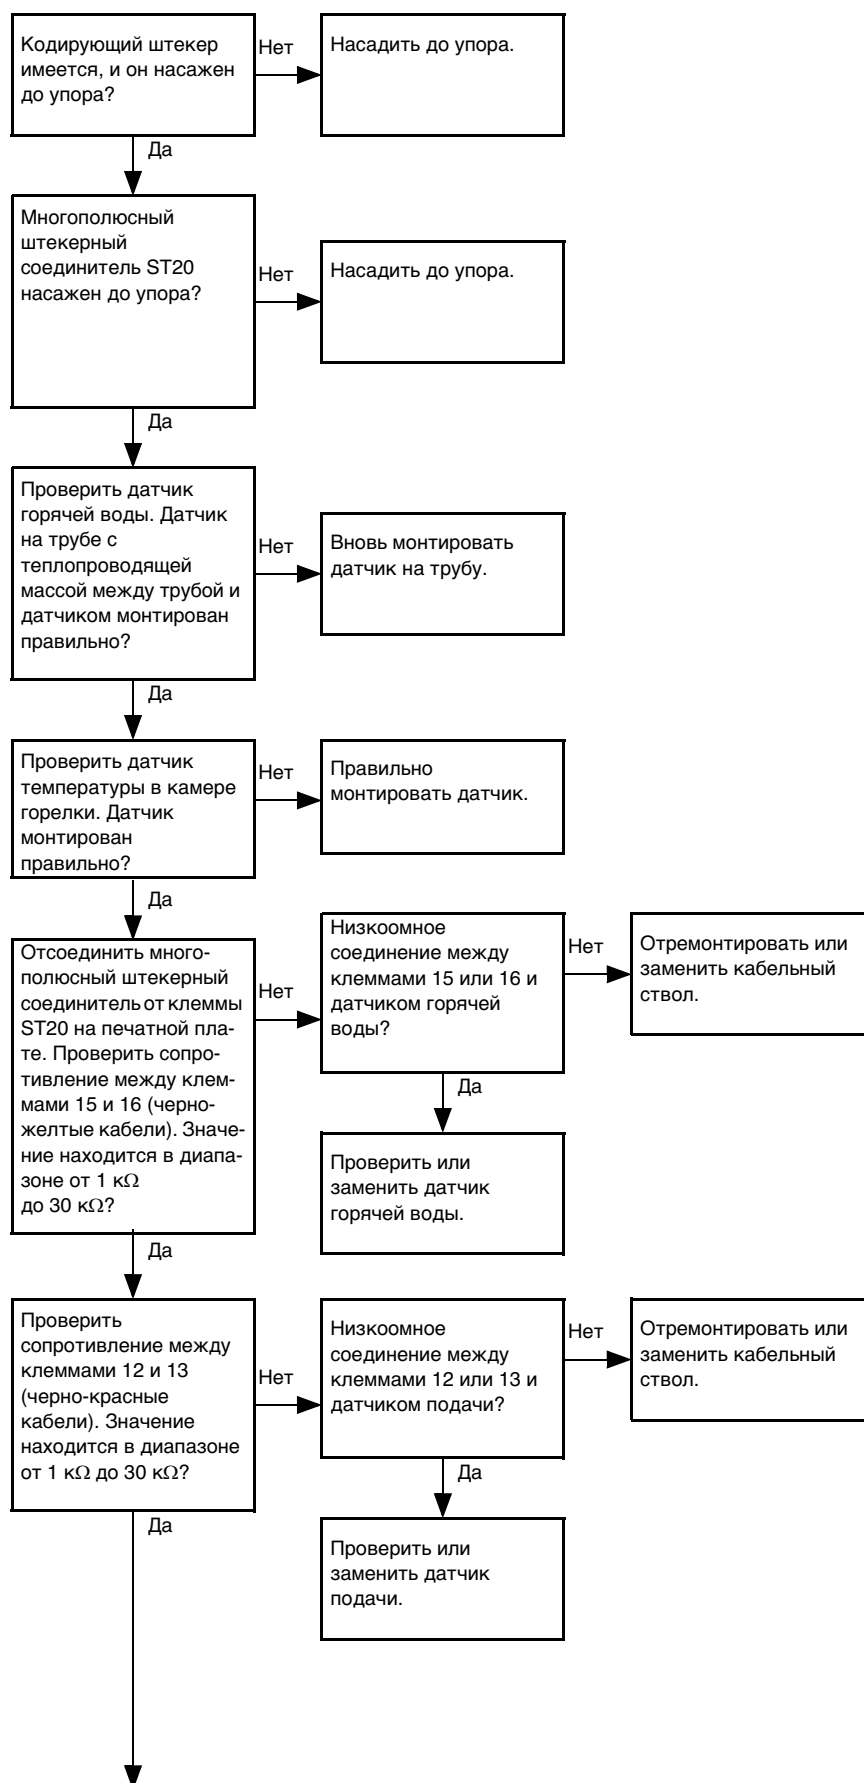 Кодирующий штекер
имеется, и он насажен
до упора?
Нет
Насадить до упора.
Да
Многополюсный
штекерный
соединитель ST20
насажен до упора?
Нет
Насадить до упора.
Да
Проверить датчик
горячей воды. Датчик
на трубе с
теплопроводящей
массой между трубой и
датчиком монтирован
правильно?
Нет
Вновь монтировать
датчик на трубу.
Да
Проверить датчик
температуры в камере
горелки. Датчик
монтирован
правильно?
Нет
Правильно
монтировать датчик.
Да
Отсоединить много-
полюсный штекерный
соединитель от клеммы
ST20 на печатной пла-
те. Проверить сопро-
тивление между клем-
мами 15 и 16 (черно-
желтые кабели). Значе-
ние находится в диапа-
зоне от 1 кΩ
до 30 кΩ?
Нет
Низкоомное
соединение между
клеммами 15 или 16 и
датчиком горячей
воды?
Нет
Отремонтировать или
заменить кабельный
ствол.
Да
Проверить или
заменить датчик
горячей воды.
Да
Проверить
сопротивление между
клеммами 12 и 13
(черно-красные
кабели). Значение
находится в диапазоне
от 1 кΩ до 30 кΩ?
Нет
Низкоомное
соединение между
клеммами 12 или 13 и
датчиком подачи?
Нет
Отремонтировать или
заменить кабельный
ствол.
Да
Проверить или
заменить датчик
подачи.
Да